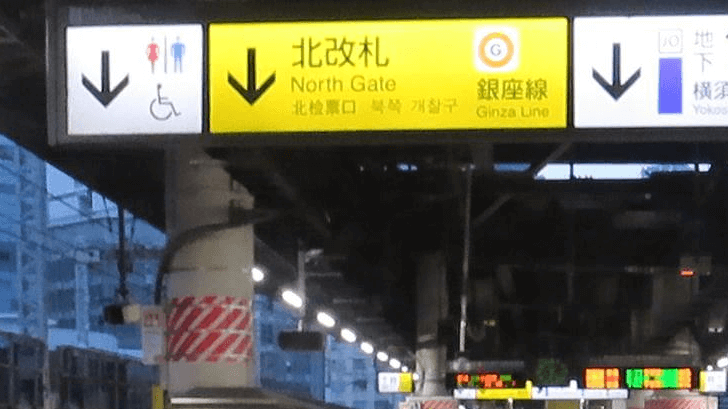 北改札
North Gate
北检票口 북쪽 개찰구
G
銀座線
Ginza Line
JO
地
下
横須
Yokos